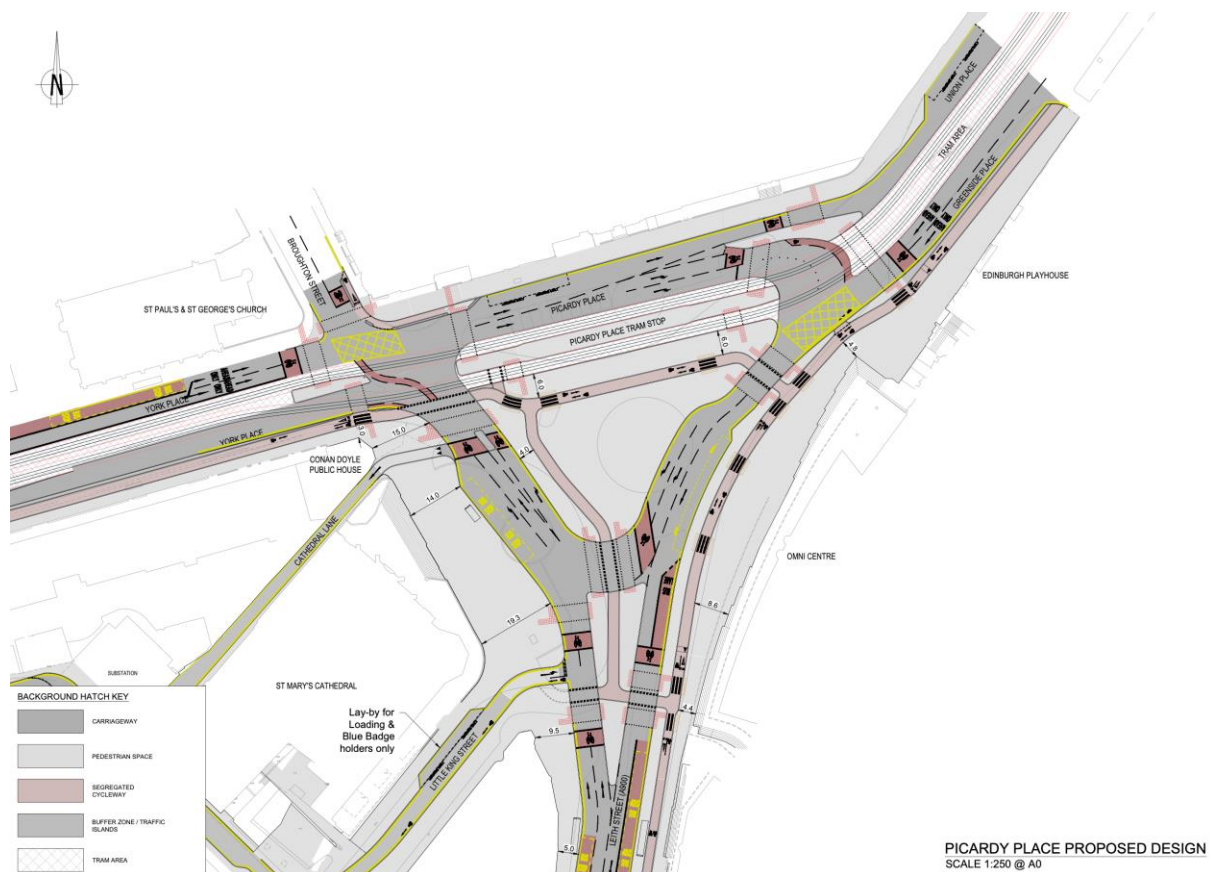 N
UNION PLACE
TRAM AREA
GREENSIDE PLACE
EDINBURGH PLAYHOUSE
BROUGHTON STREET
ST PAUL'S & ST GEORGE'S CHURCH
PICARDY PLACE
PICARDY PLACE TRAM STOP
6.0
4.8
YORK PLACE
YORK PLACE
6.0
3.0
15.0
4.0
CONAN DOYLE
PUBLIC HOUSE
14.0
CATHEDRAL LANE
OMNI CENTRE
19.3
8.6
SUBSTATION
ST MARY'S CATHEDRAL
Lay-by for
Loading &
Blue Badge
holders only
4.4
9.5
LITTLE KING STREET
LEITH STREET (A900)
5.0
BACKGROUND HATCH KEY
CARRIAGEWAY
PEDESTRIAN SPACE
SEGREGATED
CYCLEWAY
BUFFER ZONE / TRAFFIC
ISLANDS
TRAM AREA
PICARDY PLACE PROPOSED DESIGN
SCALE 1:250 @ A0